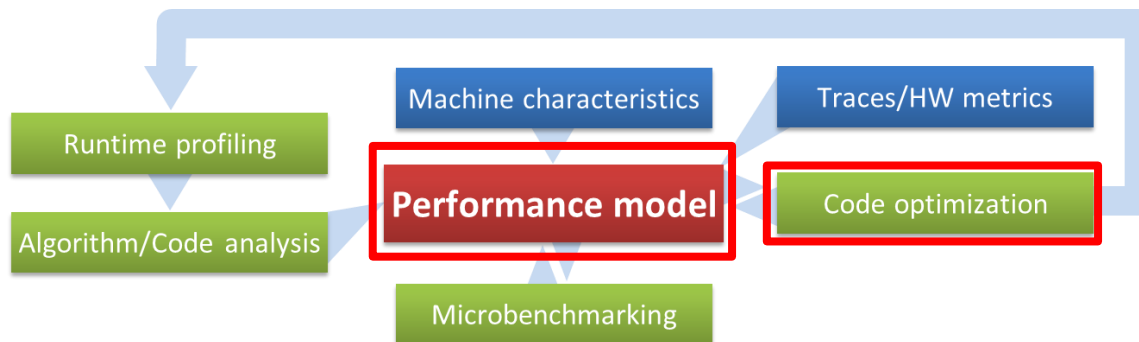 Machine characteristics
Traces/HW metrics
Runtime profiling
Performance model
Code optimization
Algorithm/Code analysis
Microbenchmarking